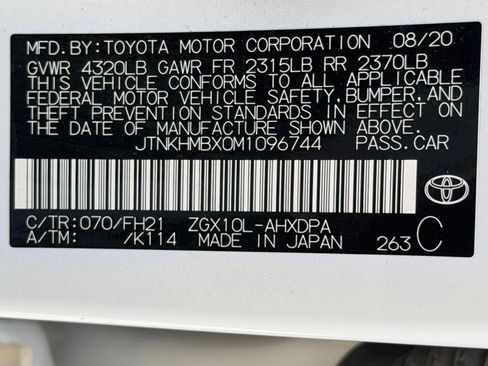 MFD. BY: TOYOTA MOTOR CORPORATION 08/20
GVWR 4320LB GAWR FR 2315LB RR 2370LB
THIS VEHICLE CONFORMS TO ALL APPLICABLE
FEDERAL MOTOR VEHICLE SAFETY, BUMPER, AND
THEFT PREVENTION STANDARDS IN EFFECT ON
THE DATE OF MANUFACTURE SHOWN ABOVE.
JTNKHMBX0M1096744 PASS. CAR
C/TR: 070/FH21 ZGX10L-AHXDPA
A/TM: /K114 MADE IN JAPAN 263 C